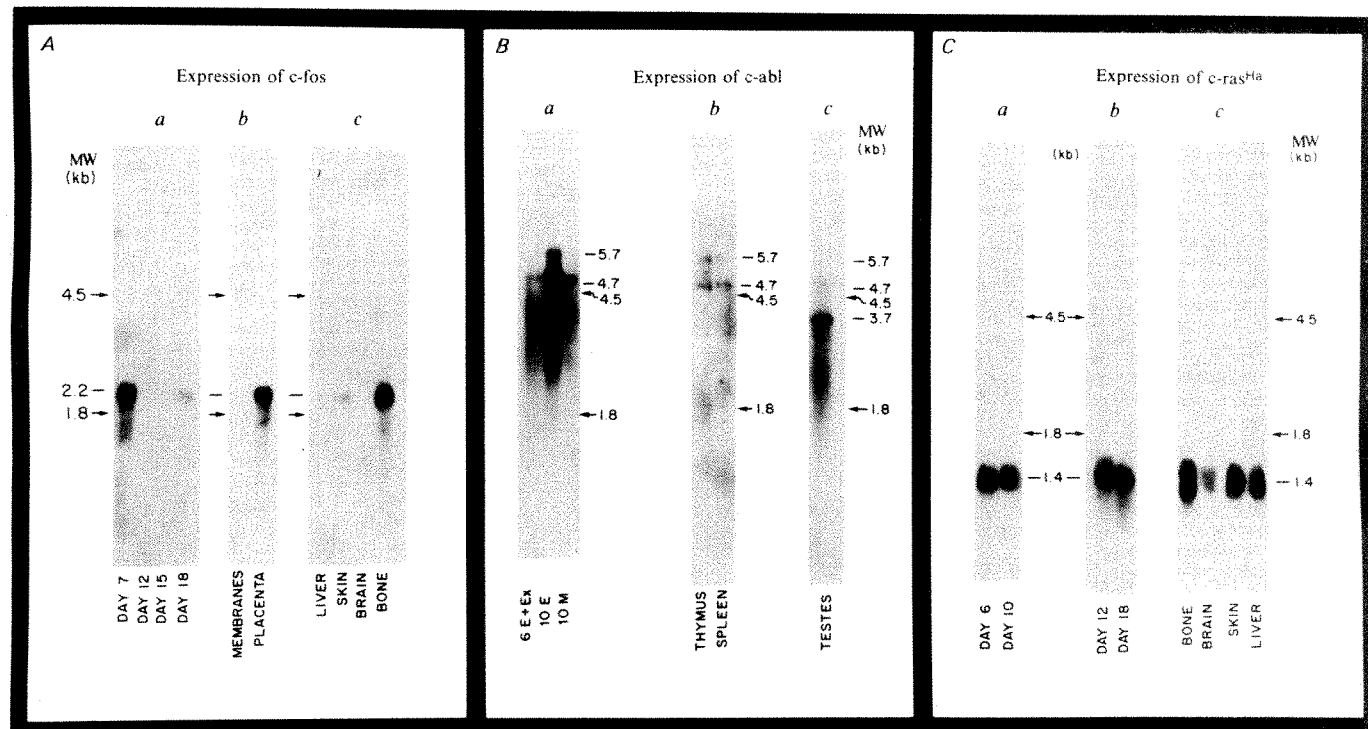 A
Expression of c-fos
a b c
MW
(kb)
4.5
2.2
1.8
DAY 7
DAY 12
DAY 15
DAY 18
MEMBRANES
PLACENTA
LIVER
SKIN
BRAIN
BONE
B
Expression of c-abl
a b c
MW
(kb)
5.7
4.7
4.5
1.8
5.7
4.7
4.5
1.8
5.7
4.7
4.5
3.7
1.8
6 E+Ex
10 E
10 M
THYMUS
SPLEEN
TESTES
C
Expression of c-rasHa
a b c
(kb)
MW
(kb)
4.5
1.8
1.4
4.5
1.8
1.4
DAY 6
DAY 10
DAY 12
DAY 18
BONE
BRAIN
SKIN
LIVER